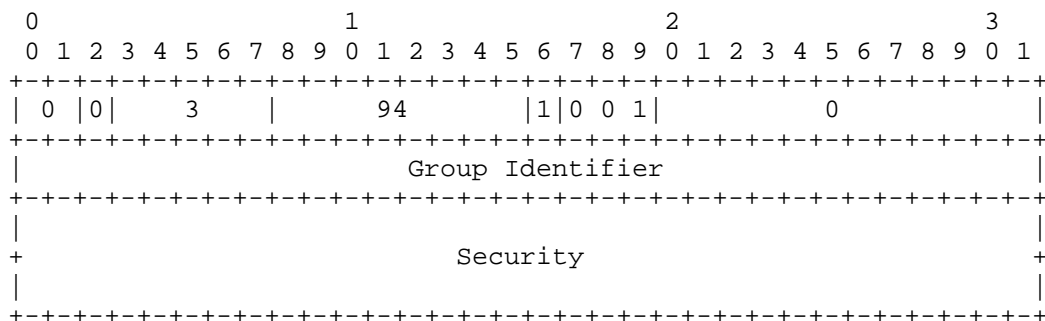 0                   1                   2                   3
 0 1 2 3 4 5 6 7 8 9 0 1 2 3 4 5 6 7 8 9 0 1 2 3 4 5 6 7 8 9 0 1
+-+-+-+-+-+-+-+-+-+-+-+-+-+-+-+-+-+-+-+-+-+-+-+-+-+-+-+-+-+-+-+-+
| 0 |0|    3    |      94       |1|0 0 1|          0            |
+-+-+-+-+-+-+-+-+-+-+-+-+-+-+-+-+-+-+-+-+-+-+-+-+-+-+-+-+-+-+-+-+
|                        Group Identifier                       |
+-+-+-+-+-+-+-+-+-+-+-+-+-+-+-+-+-+-+-+-+-+-+-+-+-+-+-+-+-+-+-+-+
|                                                               |
+                           Security                            +
|                                                               |
+-+-+-+-+-+-+-+-+-+-+-+-+-+-+-+-+-+-+-+-+-+-+-+-+-+-+-+-+-+-+-+-+